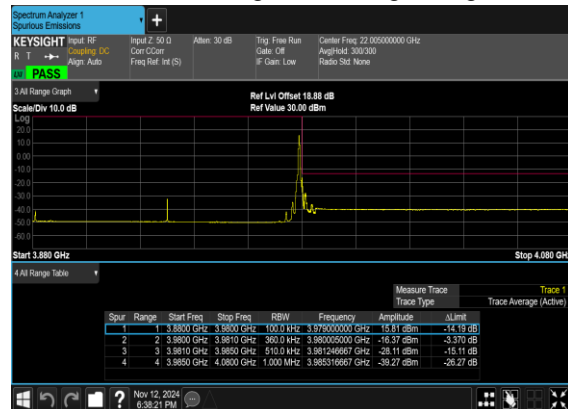 Spectrum Analyzer 1
Spurious Emissions
+
KEYSIGHT Input: RF Input Z: 50 Ω Atten: 30 dB Trig: Free Run Center Freq: 22.005000000 GHz
R T Coupling: DC Corr CCorr Gate: Off Avg|Hold: 300/300
Align: Auto Freq Ref: Int (S) IF Gain: Low Radio Std: None
PASS
3 All Range Graph
Ref Lvl Offset 18.88 dB
Scale/Div 10.0 dB Ref Value 30.00 dBm
Log
20.0
10.0
0.00
-10.0
-20.0
-30.0
-40.0
-50.0
-60.0
Start 3.880 GHz Stop 4.080 GH
4 All Range Table
Measure Trace Trace 1
Trace Type Trace Average (Active)
Spur Range Start Freq Stop Freq RBW Frequency Amplitude ΔLimit
1 1 3.8800 GHz 3.9800 GHz 100.0 kHz 3.979000000 GHz 15.81 dBm -14.19 dB
2 2 3.9800 GHz 3.9810 GHz 360.0 kHz 3.980005000 GHz -16.37 dBm -3.370 dB
3 3 3.9810 GHz 3.9850 GHz 510.0 kHz 3.981246667 GHz -28.11 dBm -15.11 dB
4 4 3.9850 GHz 4.0800 GHz 1.000 MHz 3.985316667 GHz -39.27 dBm -26.27 dB
? Nov 12, 2024
6:38:21 PM